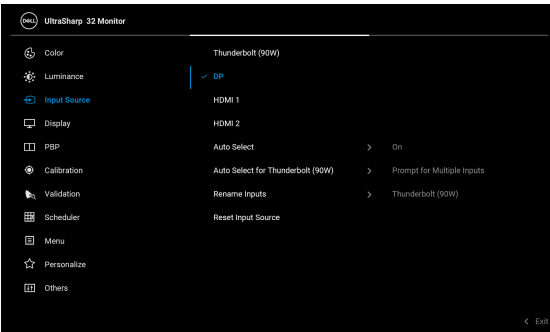 DELL UltraSharp 32 Monitor
Color Thunderbolt (90W)
Luminance DP
Input Source HDMI 1
Display HDMI 2
PBP Auto Select On
Calibration Auto Select for Thunderbolt (90W) Prompt for Multiple Inputs
Validation Rename Inputs Thunderbolt (90W)
Scheduler Reset Input Source
Menu
Personalize
Others
Exit